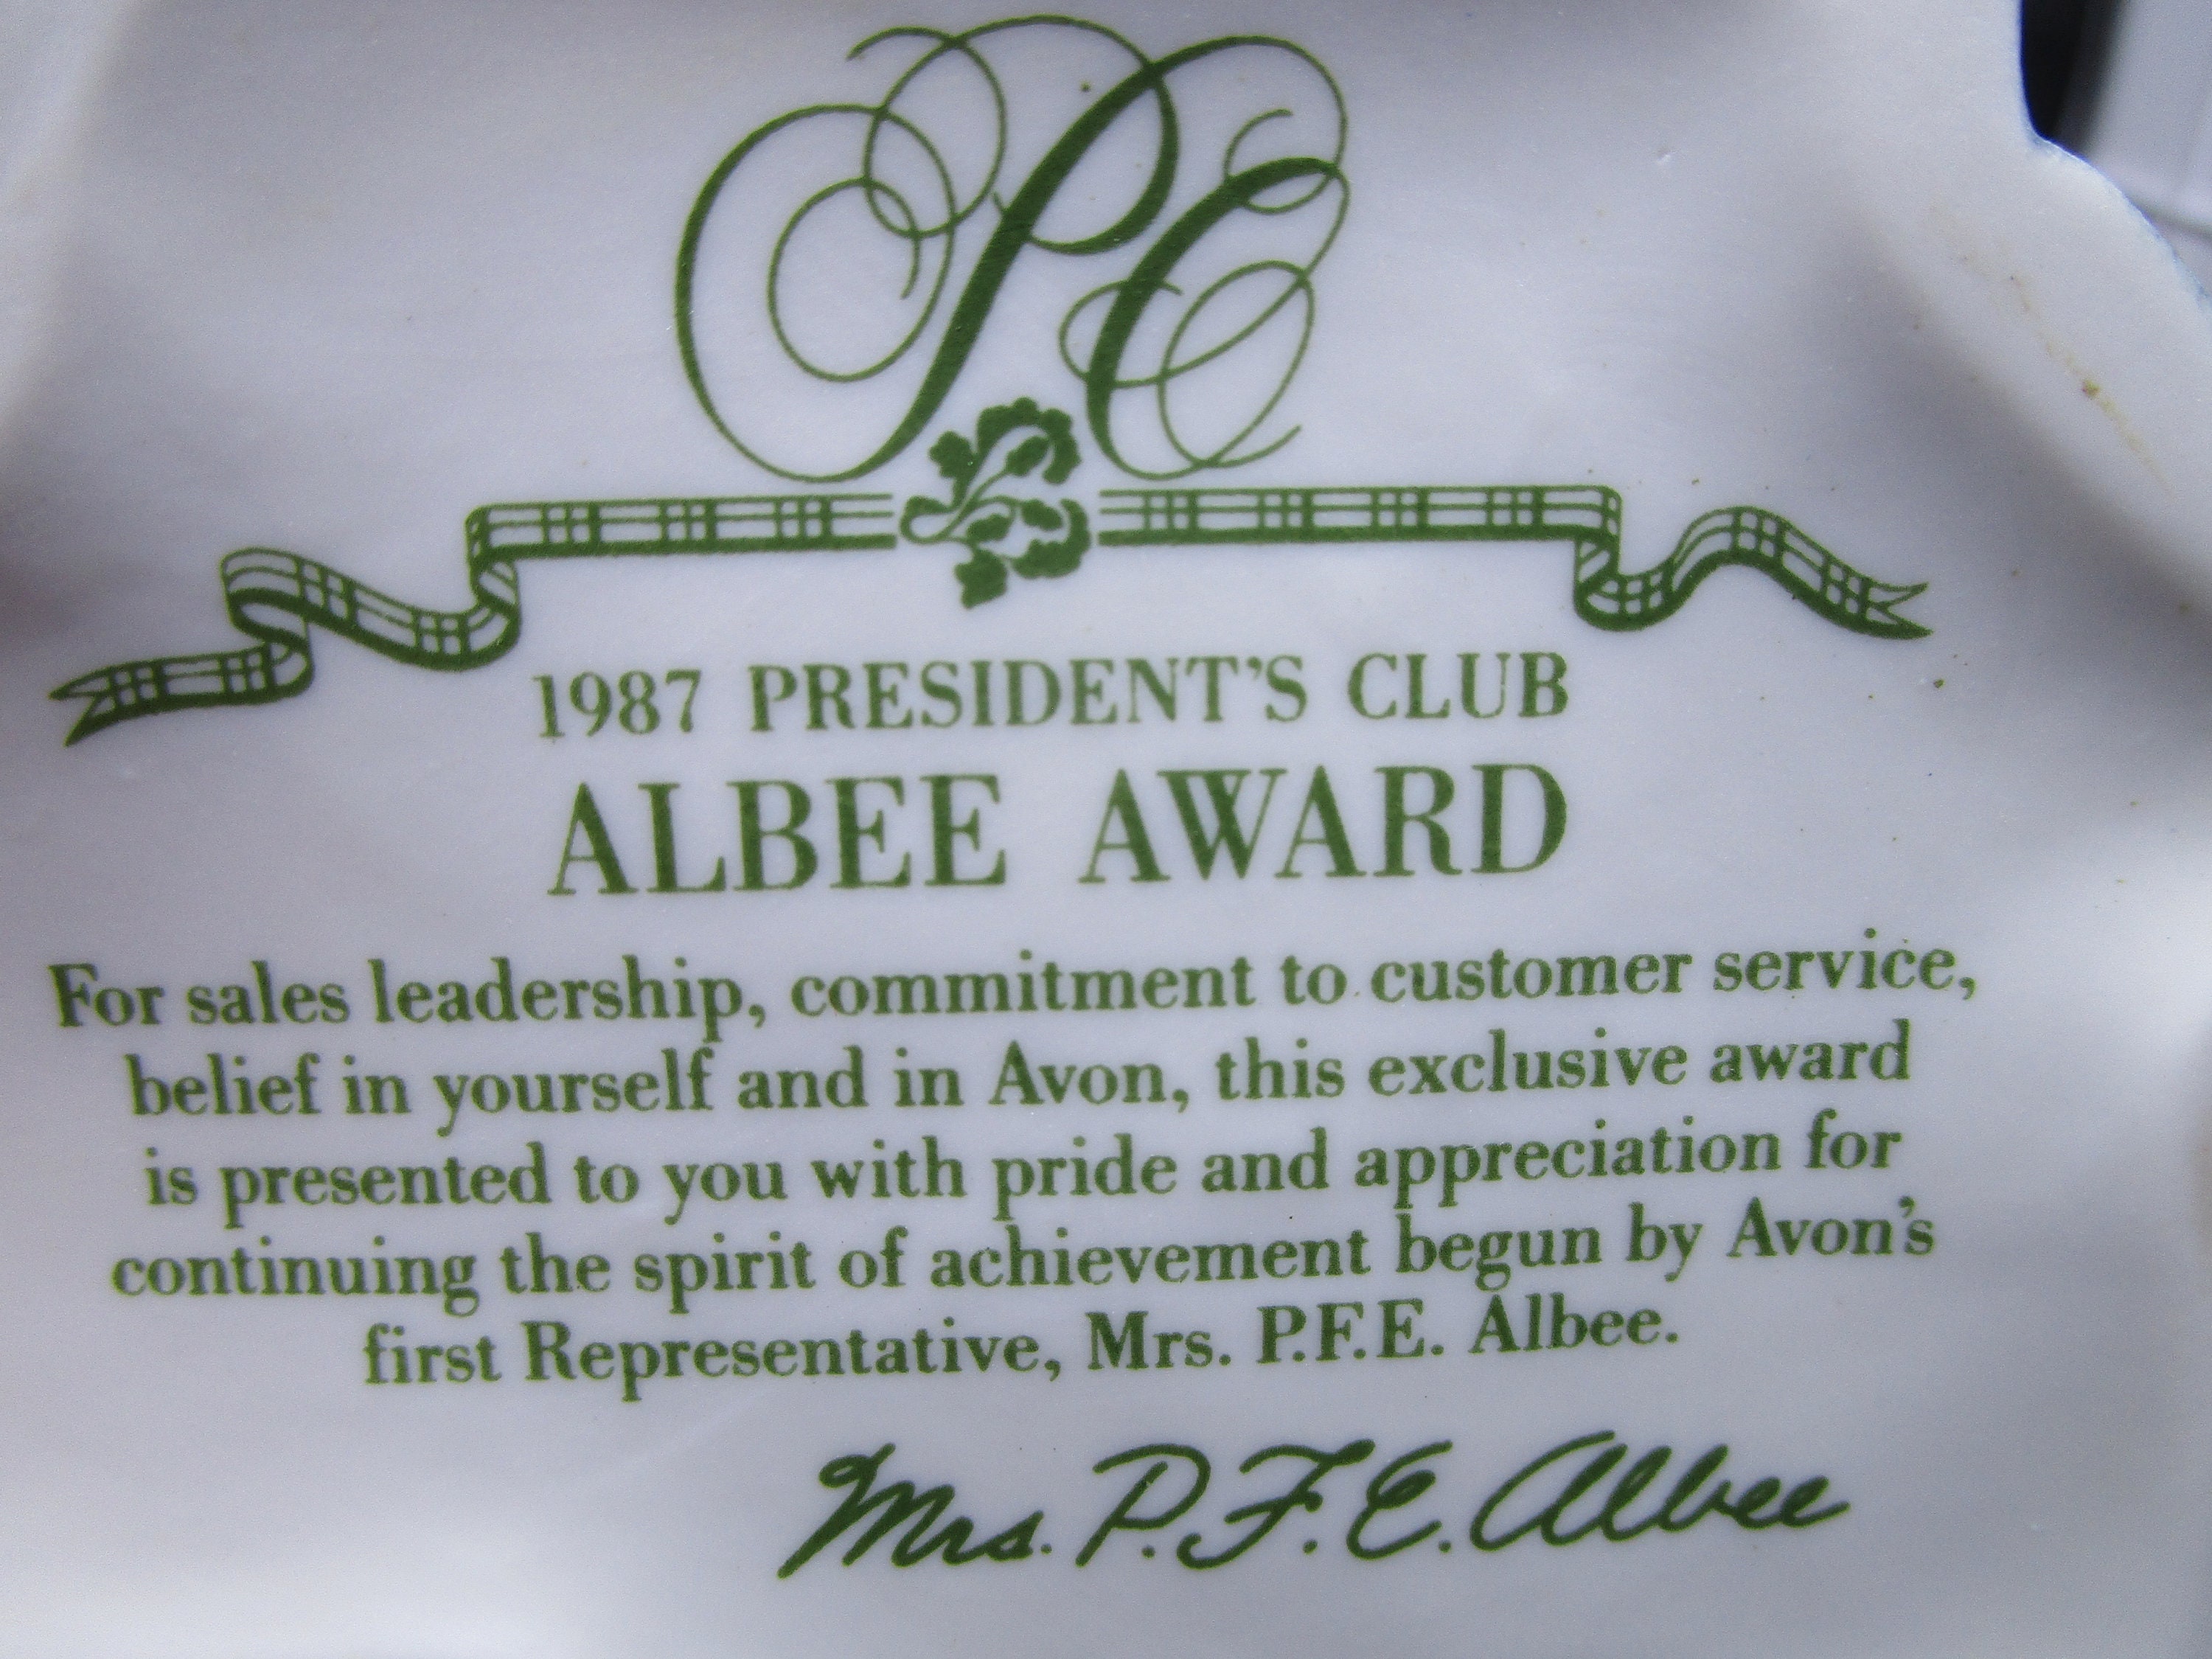 PC
1987 PRESIDENT'S CLUB
ALBEE AWARD
For sales leadership, commitment to customer service,
belief in yourself and in Avon, this exclusive award
is presented to you with pride and appreciation for
continuing the spirit of achievement begun by Avon's
first Representative, Mrs. P.F.E. Albee.
Mrs. P.F.E. Albee